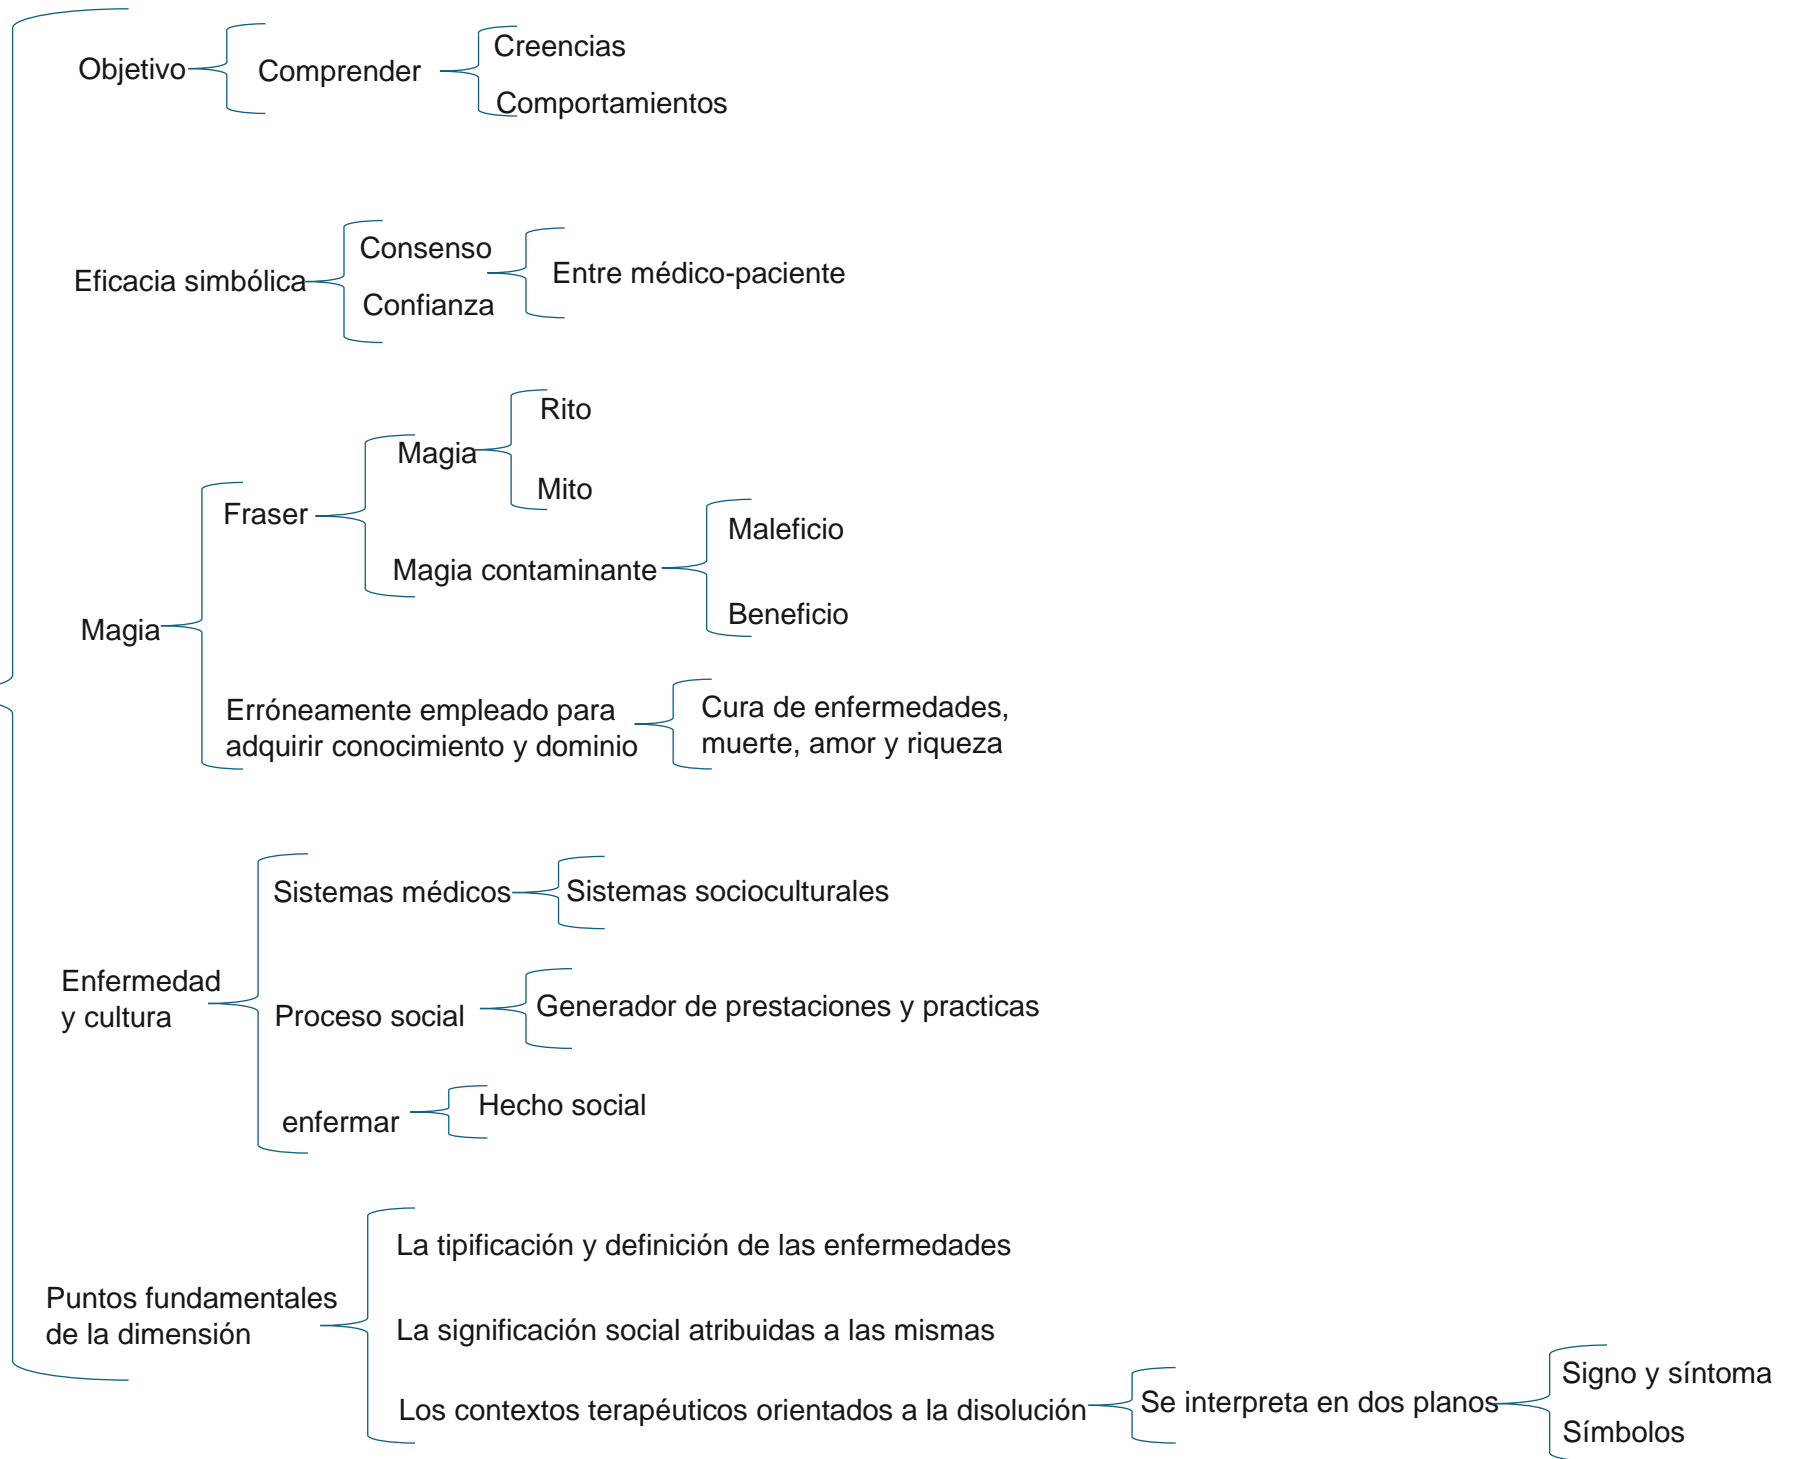 Objetivo
Comprender
Creencias
Comportamientos
Eficacia simbólica
Consenso
Confianza
Entre médico-paciente
Magia
Fraser
Magia
Rito
Mito
Magia contaminante
Maleficio
Beneficio
Erróneamente empleado para
adquirir conocimiento y dominio
Cura de enfermedades,
muerte, amor y riqueza
Enfermedad
y cultura
Sistemas médicos
Sistemas socioculturales
Proceso social
Generador de prestaciones y practicas
enfermar
Hecho social
Puntos fundamentales
de la dimensión
La tipificación y definición de las enfermedades
La significación social atribuidas a las mismas
Los contextos terapéuticos orientados a la disolución
Se interpreta en dos planos
Signo y síntoma
Símbolos